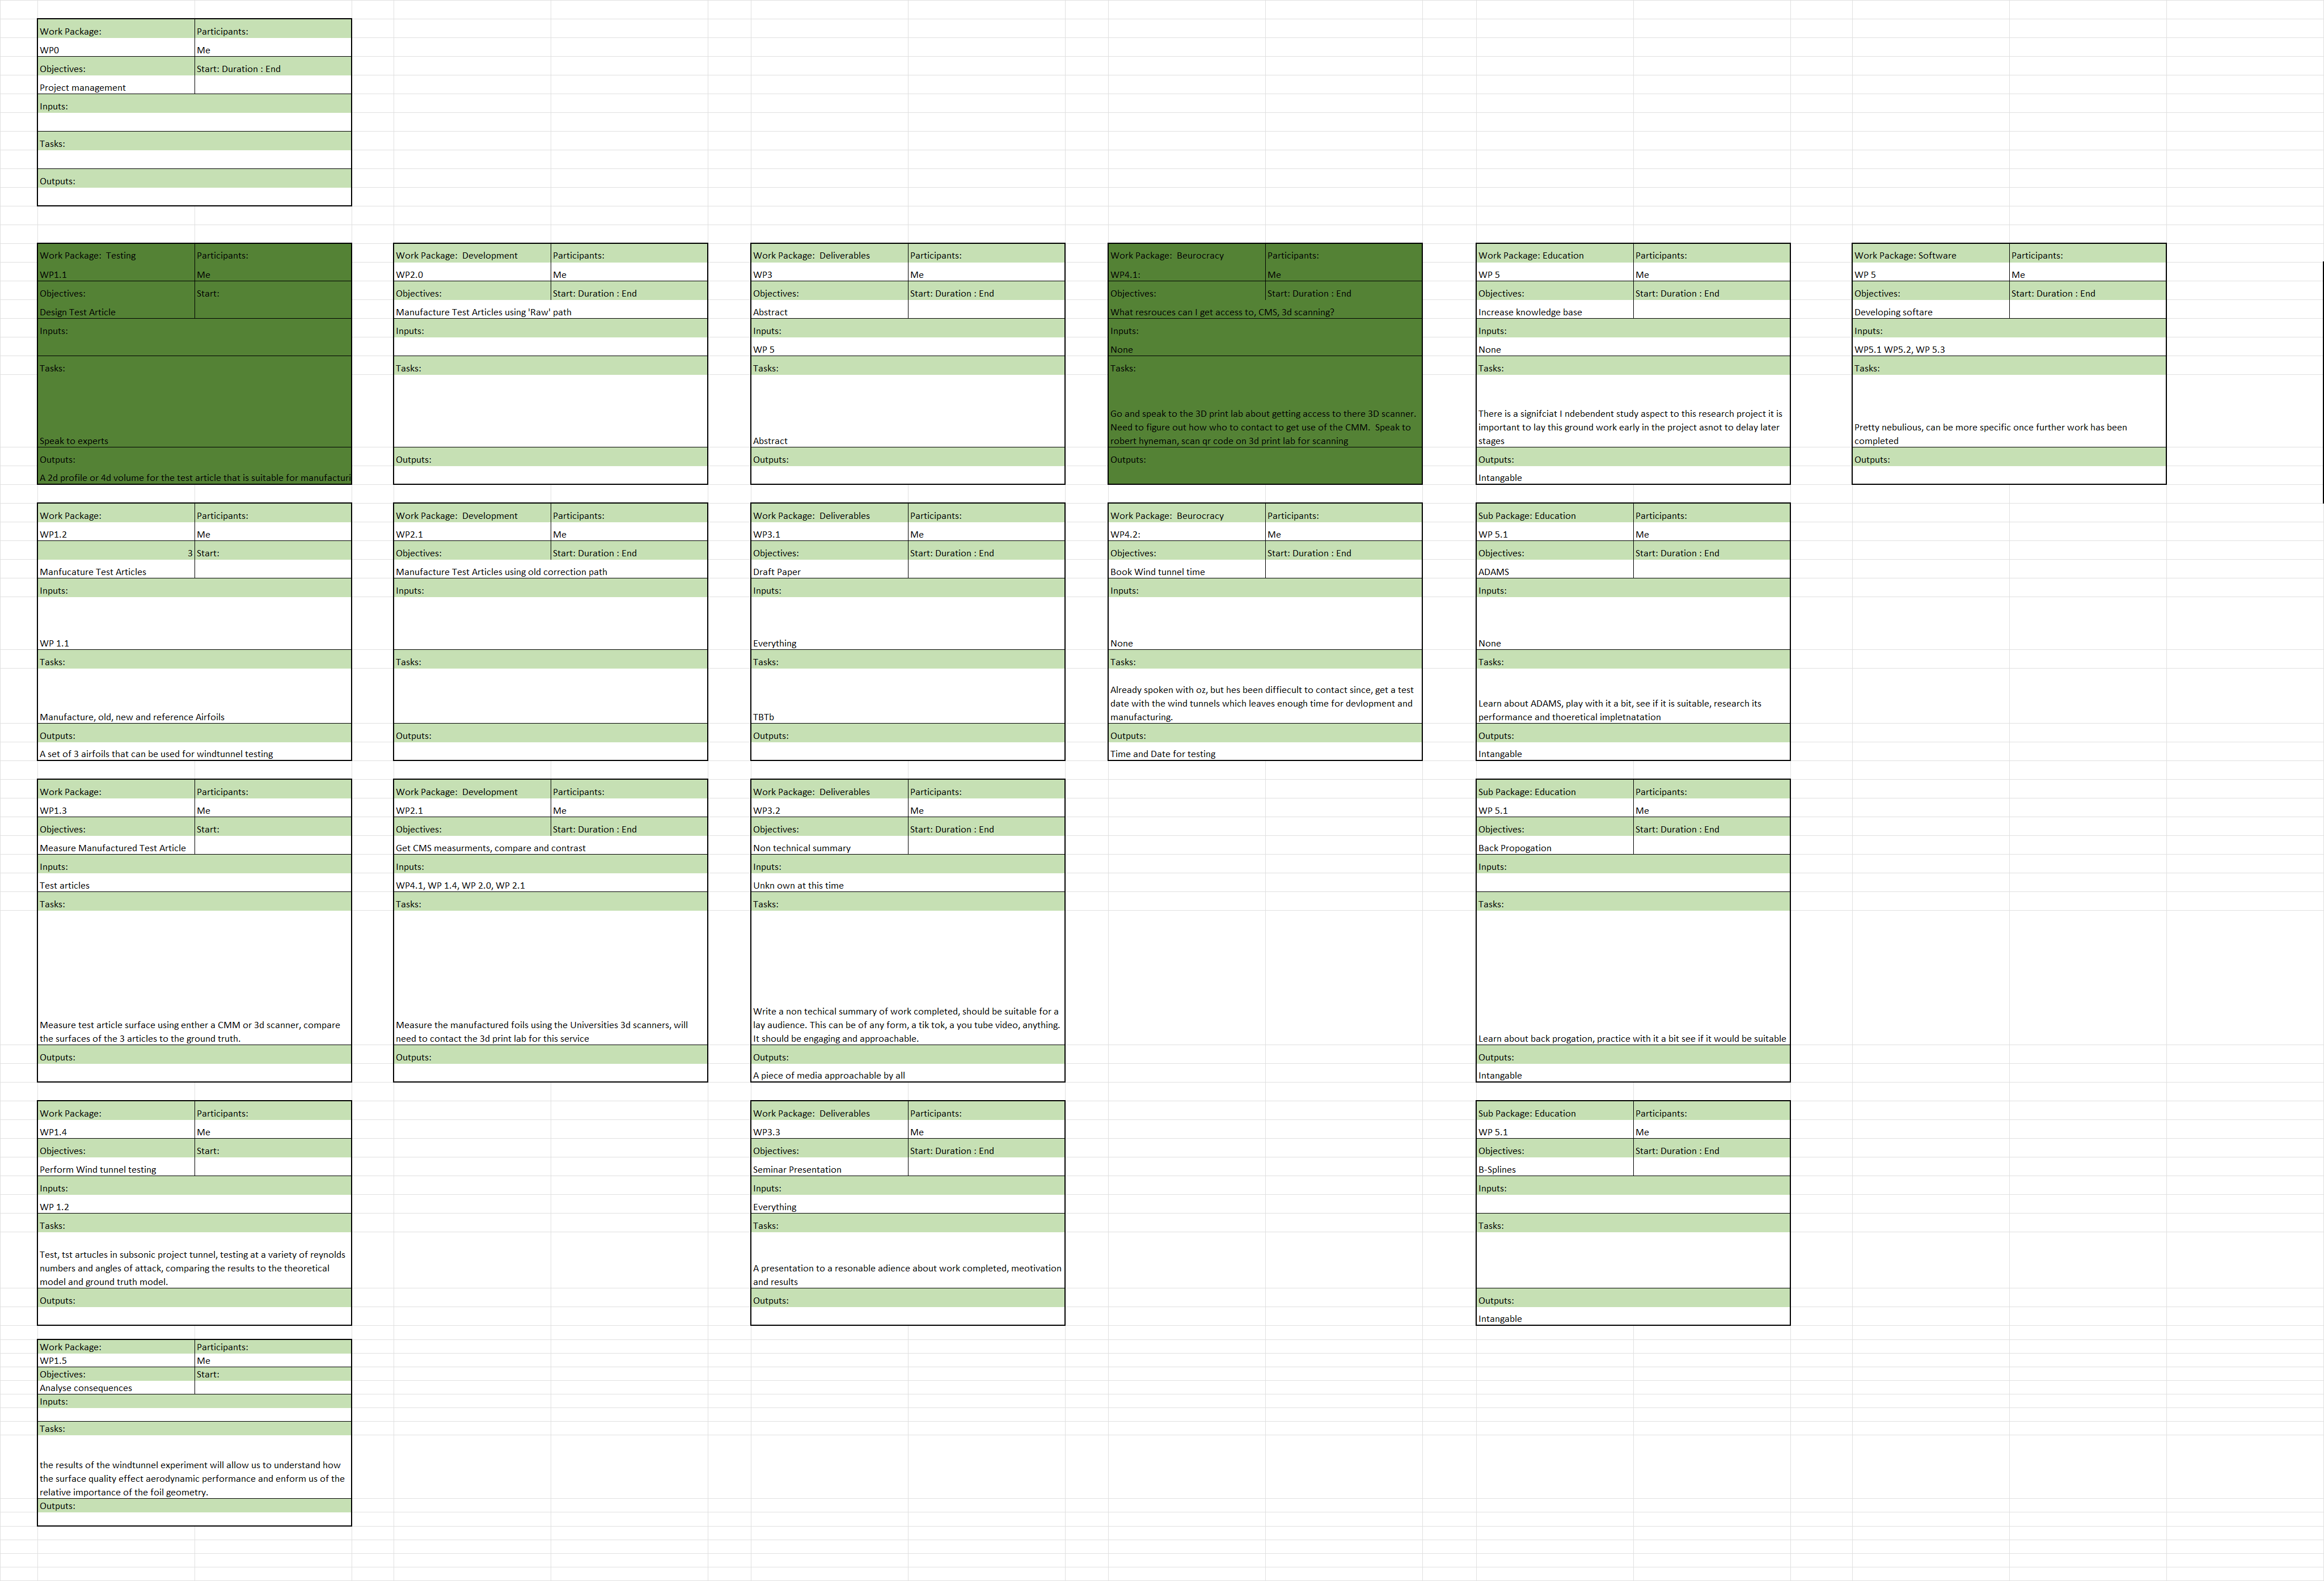 Work Package:
Participants:
WP0
Me
Objectives:
Start: Duration : End
Project management
Inputs:
Tasks:
Outputs:
Work Package:  Testing
Participants:
WP1.1
Me
Objectives:
Start:
Design Test Article
Inputs:
Tasks:
Speak to experts
Outputs:
A 2d profile or 4d volume for the test article that is suitable for manufacturi
Work Package:  Development
Participants:
WP2.0
Me
Objectives:
Start: Duration : End
Manufacture Test Articles using 'Raw' path
Inputs:
Tasks:
Outputs:
Work Package:  Deliverables
Participants:
WP3
Me
Objectives:
Start: Duration : End
Abstract
Inputs:
WP 5
Tasks:
Abstract
Outputs:
Work Package:  Beurocracy
Participants:
WP4.1:
Me
Objectives:
Start: Duration : End
What resrouces can I get access to, CMS, 3d scanning?
Inputs:
None
Tasks:
Go and speak to the 3D print lab about getting access to there 3D scanner.
Need to figure out how who to contact to get use of the CMM.  Speak to
robert hyneman, scan qr code on 3d print lab for scanning
Outputs:
Work Package: Education
Participants:
WP 5
Me
Objectives:
Start: Duration : End
Increase knowledge base
Inputs:
None
Tasks:
There is a signifciat I ndebendent study aspect to this research project it is
important to lay this ground work early in the project asnot to delay later
stages
Outputs:
Intangable
Work Package: Software
Participants:
WP 5
Me
Objectives:
Start: Duration : End
Developing softare
Inputs:
WP5.1 WP5.2, WP 5.3
Tasks:
Pretty nebulious, can be more specific once further work has been
completed
Outputs:
Work Package:
Participants:
WP1.2
Me
3
Start:
Manfucature Test Articles
Inputs:
WP 1.1
Tasks:
Manufacture, old, new and reference Airfoils
Outputs:
A set of 3 airfoils that can be used for windtunnel testing
Work Package:  Development
Participants:
WP2.1
Me
Objectives:
Start: Duration : End
Manufacture Test Articles using old correction path
Inputs:
Tasks:
Outputs:
Work Package:  Deliverables
Participants:
WP3.1
Me
Objectives:
Start: Duration : End
Draft Paper
Inputs:
Everything
Tasks:
TBTb
Outputs:
Work Package:  Beurocracy
Participants:
WP4.2:
Me
Objectives:
Start: Duration : End
Book Wind tunnel time
Inputs:
None
Tasks:
Already spoken with oz, but hes been diffiecult to contact since, get a test
date with the wind tunnels which leaves enough time for devlopment and
manufacturing.
Outputs:
Time and Date for testing
Sub Package: Education
Participants:
WP 5.1
Me
Objectives:
Start: Duration : End
ADAMS
Inputs:
None
Tasks:
Learn about ADAMS, play with it a bit, see if it is suitable, research its
performance and thoeretical impletnatation
Outputs:
Intangable
Work Package:
Participants:
WP1.3
Me
Objectives:
Start:
Measure Manufactured Test Article
Inputs:
Test articles
Tasks:
Measure test article surface using enther a CMM or 3d scanner, compare
the surfaces of the 3 articles to the ground truth.
Outputs:
Work Package:  Development
Participants:
WP2.1
Me
Objectives:
Start: Duration : End
Get CMS measurments, compare and contrast
Inputs:
WP4.1, WP 1.4, WP 2.0, WP 2.1
Tasks:
Measure the manufactured foils using the Universities 3d scanners, will
need to contact the 3d print lab for this service
Outputs:
Work Package:  Deliverables
Participants:
WP3.2
Me
Objectives:
Start: Duration : End
Non technical summary
Inputs:
Unkn own at this time
Tasks:
Write a non techical summary of work completed, should be suitable for a
lay audience. This can be of any form, a tik tok, a you tube video, anything.
It should be engaging and approachable.
Outputs:
A piece of media approachable by all
Sub Package: Education
Participants:
WP 5.1
Me
Objectives:
Start: Duration : End
Back Propogation
Inputs:
Tasks:
Learn about back progation, practice with it a bit see if it would be suitable
Outputs:
Intangable
Work Package:
Participants:
WP1.4
Me
Objectives:
Start:
Perform Wind tunnel testing
Inputs:
WP 1.2
Tasks:
Test, tst artucles in subsonic project tunnel, testing at a variety of reynolds
numbers and angles of attack, comparing the results to the theoretical
model and ground truth model.
Outputs:
Work Package:  Deliverables
Participants:
WP3.3
Me
Objectives:
Start: Duration : End
Seminar Presentation
Inputs:
Everything
Tasks:
A presentation to a resonable adience about work completed, meotivation
and results
Outputs:
Sub Package: Education
Participants:
WP 5.1
Me
Objectives:
Start: Duration : End
B-Splines
Inputs:
Tasks:
Outputs:
Intangable
Work Package:
Participants:
WP1.5
Me
Objectives:
Start:
Analyse consequences
Inputs:
Tasks:
the results of the windtunnel experiment will allow us to understand how
the surface quality effect aerodynamic performance and enform us of the
relative importance of the foil geometry.
Outputs: